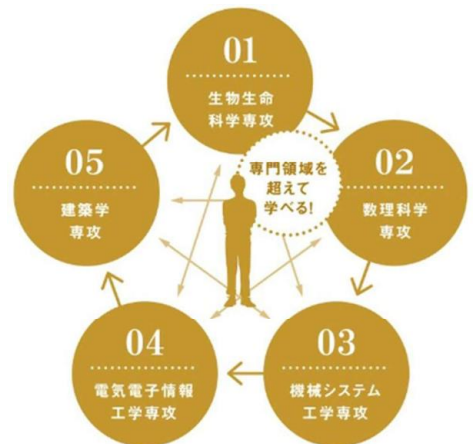 01
生物生命
科学専攻
専門領域を
超えて
学べる!
02
数理科学
専攻
03
機械システム
工学専攻
04
電気電子情報
工学専攻
05
建築学
専攻